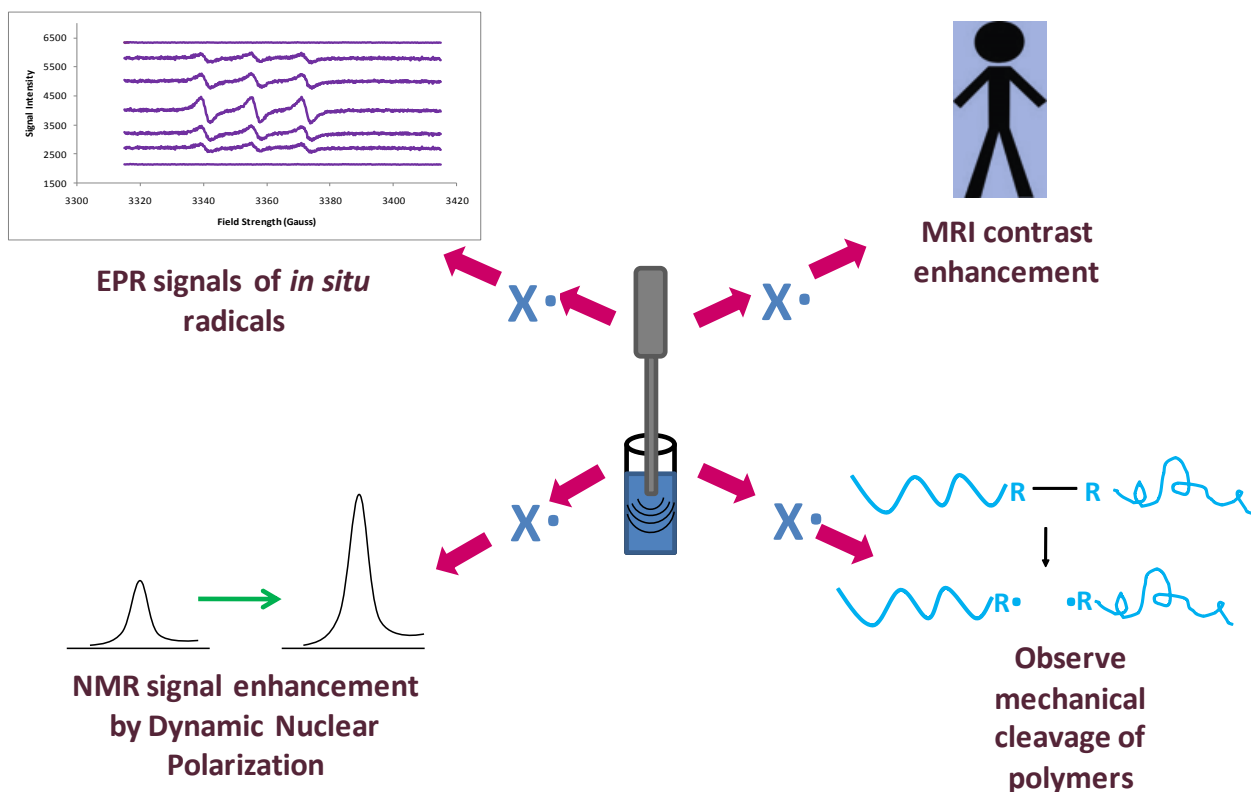 6500
5500
4500
3500
2500
1500
Signal Intensity
3300 3320 3340 3360 3380 3400 3420
Field Strength (Gauss)
EPR signals of in situ
radicals
MRI contrast
enhancement
X·
X·
X·
X·
R R
R· ·R
NMR signal enhancement
by Dynamic Nuclear
Polarization
Observe
mechanical
cleavage of
polymers